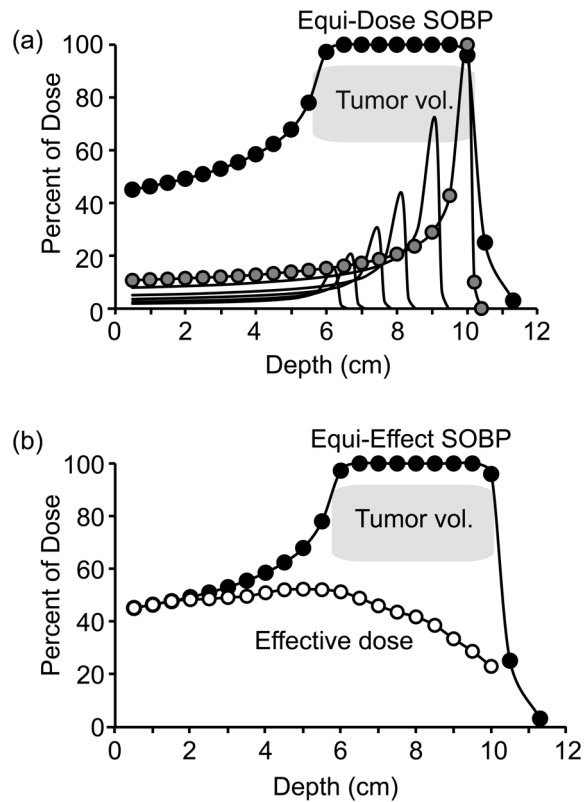 (a)
Equi-Dose SOBP
100
80
60
40
20
0
Percent of Dose
Tumor vol.
0 2 4 6 8 10 12
Depth (cm)
(b)
Equi-Effect SOBP
100
80
60
40
20
0
Percent of Dose
Tumor vol.
Effective dose
0 2 4 6 8 10 12
Depth (cm)